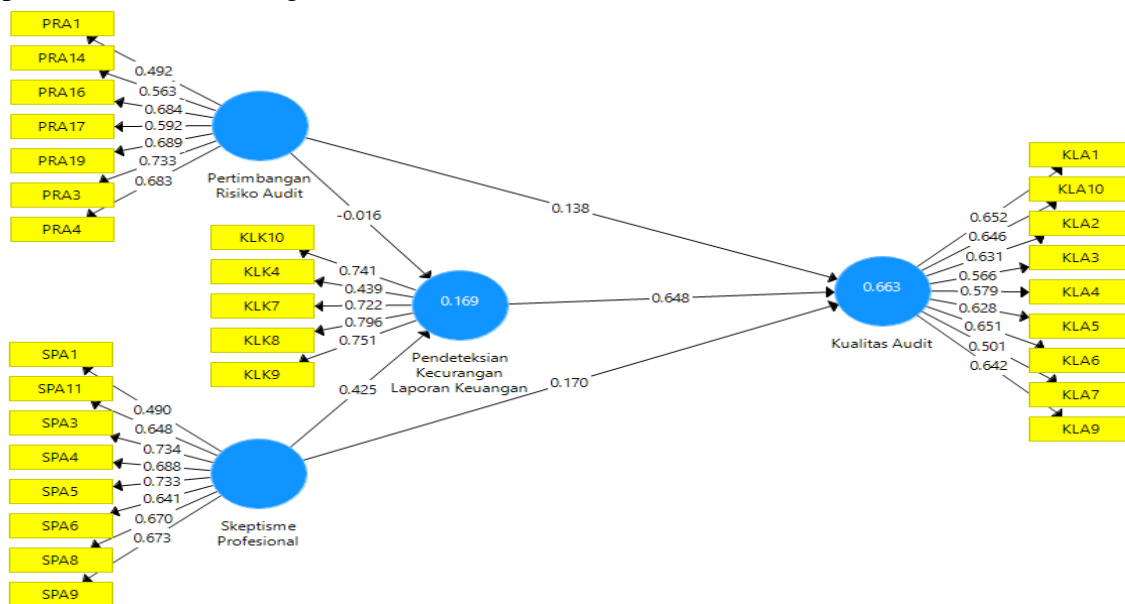 PRA1
PRA14
PRA16
PRA17
PRA19
PRA3
PRA4
0.492
0.563
0.684
0.592
0.689
0.733
0.683
Pertimbangan
Risiko Audit
-0.016
0.138
KLK10
KLK4
KLK7
KLK8
KLK9
0.741
0.439
0.722
0.796
0.751
0.169
Pendeteksian
Kecurangan
Laporan Keuangan
0.648
0.425
0.170
SPA1
SPA11
SPA3
SPA4
SPA5
SPA6
SPA8
SPA9
0.490
0.648
0.734
0.688
0.733
0.641
0.670
0.673
Skeptisme
Profesional
0.663
Kualitas Audit
0.652
0.646
0.631
0.566
0.579
0.628
0.651
0.501
0.642
KLA1
KLA10
KLA2
KLA3
KLA4
KLA5
KLA6
KLA7
KLA9